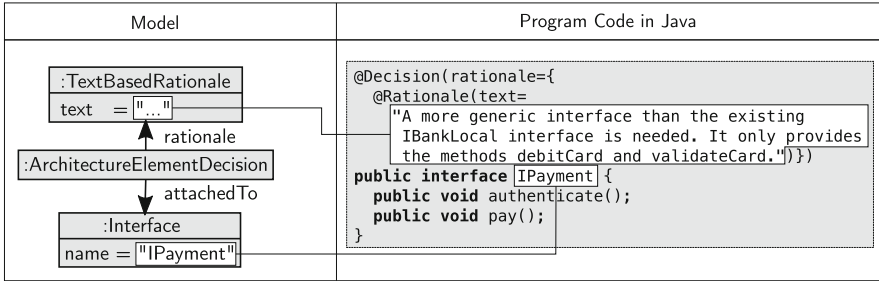 Model
Program Code in Java
:TextBasedRationale
text = "..."
rationale
:ArchitectureElementDecision
attachedTo
:Interface
name = "IPayment"
@Decision(rationale={
@Rationale(text=
"A more generic interface than the existing
IBankLocal interface is needed. It only provides
the methods debitCard and validateCard.")})
public interface IPayment {
public void authenticate();
public void pay();
}